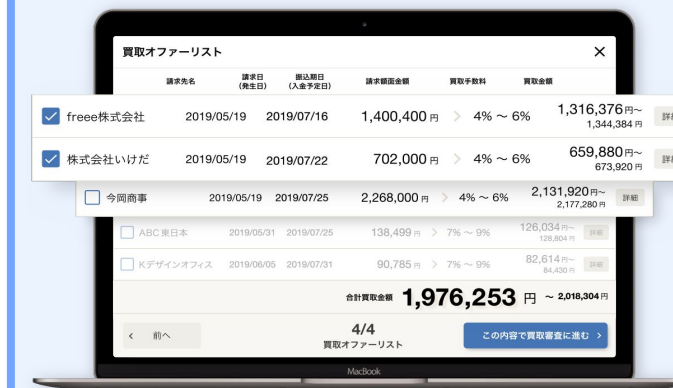 買取オファーリスト ×
請求先名 請求日 (発生日) 振込期日 (入金予定日) 請求額面金額 買取手数料 買取金額
freee株式会社 2019/05/19 2019/07/16 1,400,400 円 > 4% ～ 6% 1,316,376円～ 1,344,384 円
株式会社いけだ 2019/05/19 2019/07/22 702,000 円 > 4% ～ 6% 659,880円～ 673,920 円
今岡商事 2019/05/19 2019/07/25 2,268,000 円 > 4% ～ 6% 2,131,920円～ 2,177,280 円 詳細
ABC東日本 2019/05/31 2019/07/25 138,499 円 > 7% ～ 9% 126,034円～ 128,804 円 詳細
Kデザインオフィス 2019/06/05 2019/07/31 90,785 円 > 7% ～ 9% 82,614円～ 84,430 円 詳細
合計買取金額 1,976,253 円 ～ 2,018,304円
< 前へ 4/4 この内容で買取審査に進む >
買取オファーリスト
MacBook